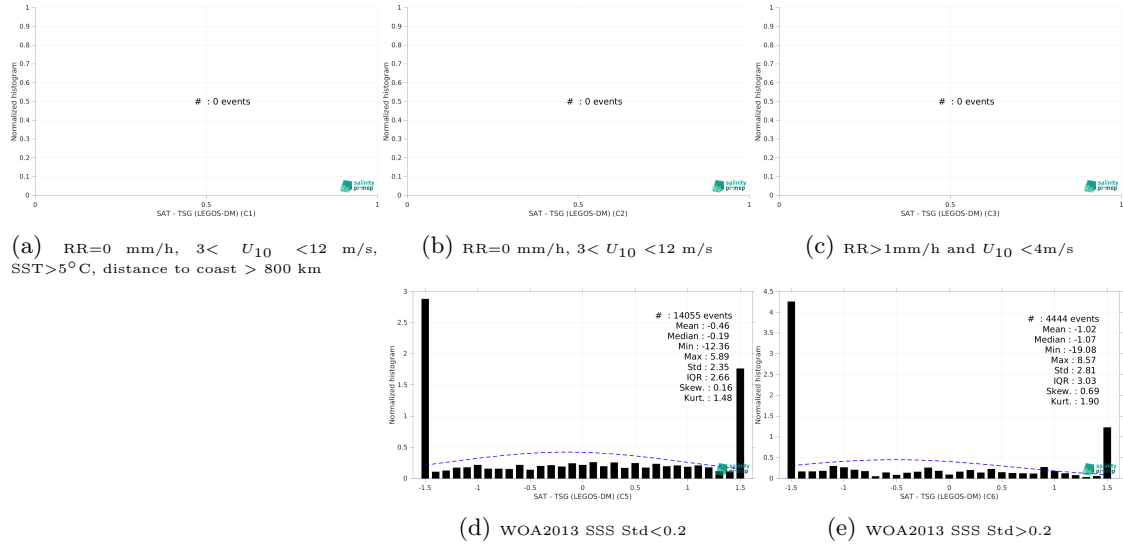 1
0.9
0.8
0.7
0.6
0.5
0.4
0.3
0.2
0.1
0
Normalized histogram
# : 0 events
salinity
pi-mep
0 0.5 1
SAT - TSG (LEGOS-DM) (C1)
1
0.9
0.8
0.7
0.6
0.5
0.4
0.3
0.2
0.1
0
Normalized histogram
# : 0 events
salinity
pi-mep
0 0.5 1
SAT - TSG (LEGOS-DM) (C2)
1
0.9
0.8
0.7
0.6
0.5
0.4
0.3
0.2
0.1
0
Normalized histogram
# : 0 events
salinity
pi-mep
0 0.5 1
SAT - TSG (LEGOS-DM) (C3)
(a) RR=0 mm/h, 3< U10 <12 m/s,
SST>5°C, distance to coast > 800 km
(b) RR=0 mm/h, 3< U10 <12 m/s
(c) RR>1mm/h and U10 <4m/s
3
2.5
2
1.5
1
0.5
0
Normalized histogram
# : 14055 events
Mean : -0.46
Median : -0.19
Min : -12.36
Max : 5.89
Std : 2.35
IQR : 2.66
Skew. : 0.16
Kurt. : 1.48
salinity
pi-mep
-1.5 -1 -0.5 0 0.5 1 1.5
SAT - TSG (LEGOS-DM) (C5)
4.5
4
3.5
3
2.5
2
1.5
1
0.5
0
Normalized histogram
# : 4444 events
Mean : -1.02
Median : -1.07
Min : -19.08
Max : 8.57
Std : 2.81
IQR : 3.03
Skew. : 0.69
Kurt. : 1.90
salinity
pi-mep
-1.5 -1 -0.5 0 0.5 1 1.5
SAT - TSG (LEGOS-DM) (C6)
(d) WOA2013 SSS Std<0.2
(e) WOA2013 SSS Std>0.2